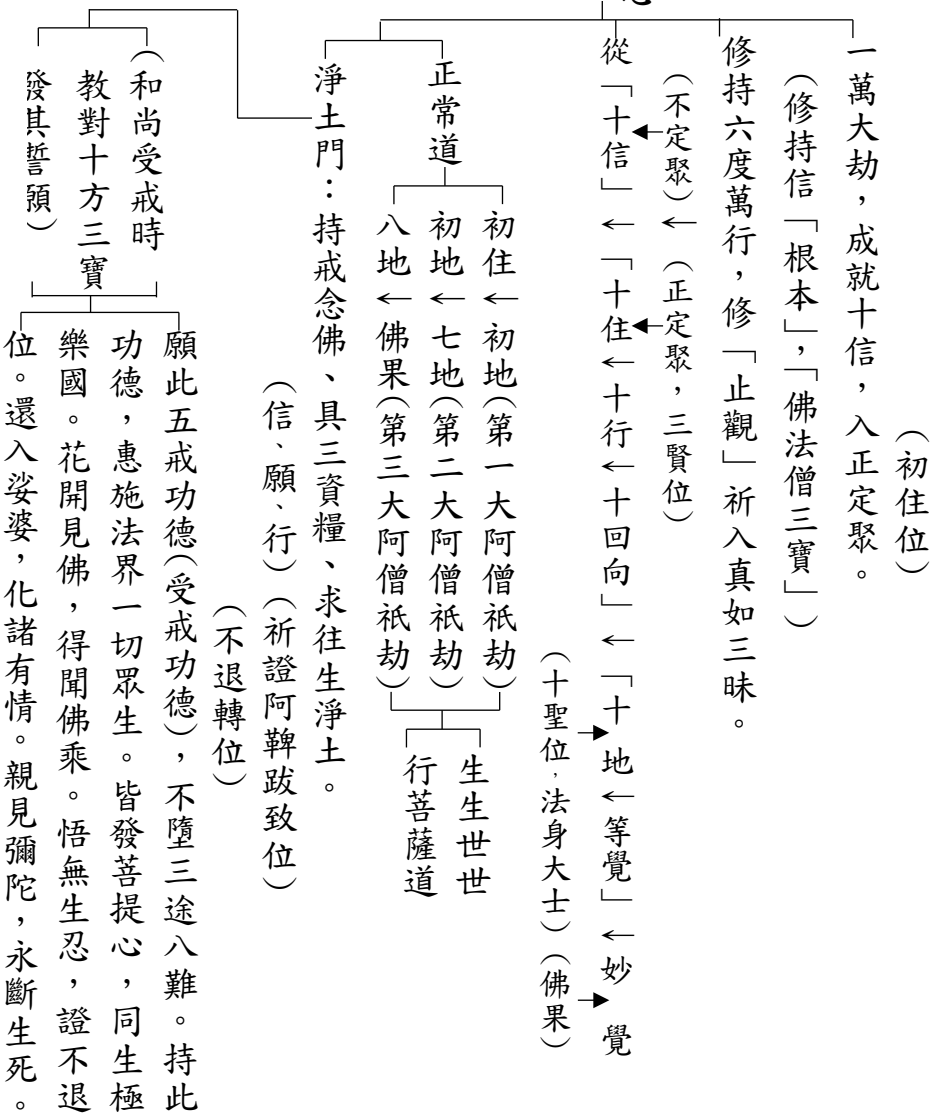 (初住位)
一萬大劫，成就十信，入正定聚。
(修持信「根本」，「佛法僧三寶」)
修持六度萬行，修「止觀」祈入真如三昧。
(不定聚)←(正定聚，三賢位)
從「十信」←「十住←十行←十回向」←「十地←等覺」←妙覺
(十聖位，法身大士)(佛果)
正常道
初住←初地(第一大阿僧祇劫)
初地←七地(第二大阿僧祇劫)
八地←佛果(第三大阿僧祇劫)
生生世世
行菩薩道
淨土門：持戒念佛、具三資糧、求往生淨土。
(信、願、行)(祈證阿鞞跋致位)
(不退轉位)
(和尚受戒時
教對十方三寶
發其誓願)
願此五戒功德(受戒功德)，不墮三途八難。持此
功德，惠施法界一切眾生。皆發菩提心，同生極
樂國。花開見佛，得聞佛乘。悟無生忍，證不退
位。還入娑婆，化諸有情。親見彌陀，永斷生死。